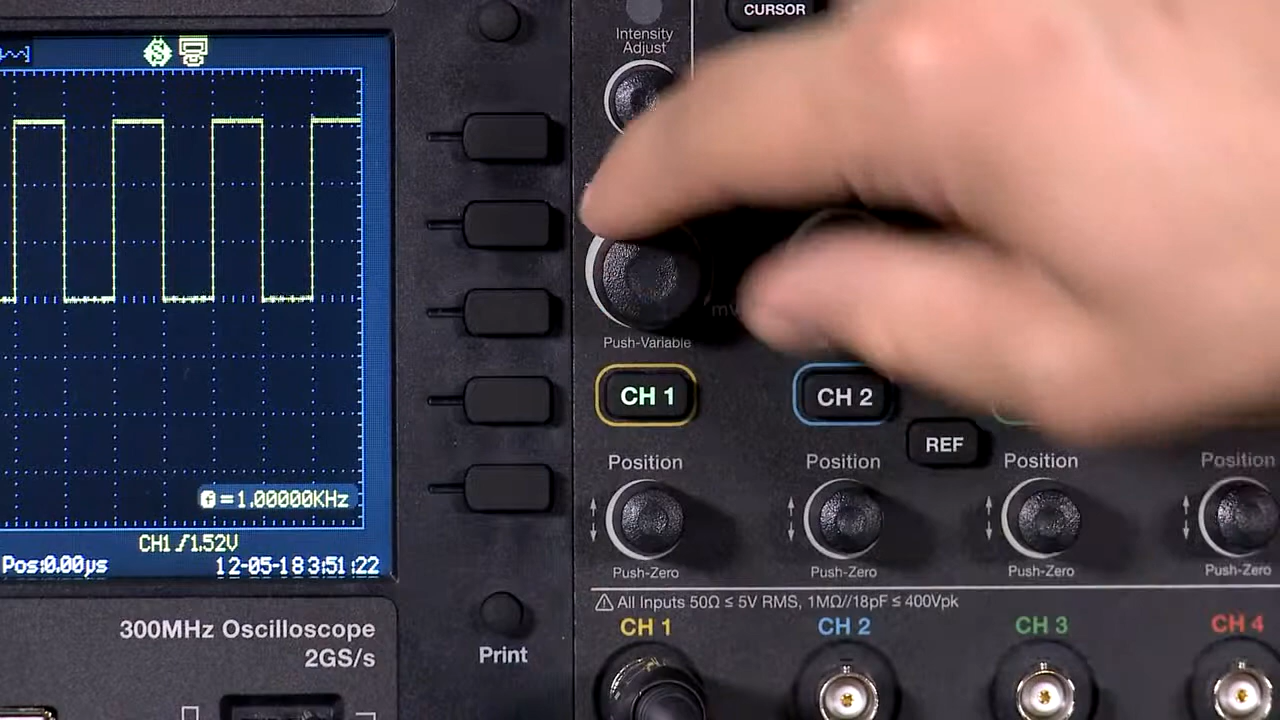 CURSOR
Intensity
Adjust
mV
Push-Variable
CH 1
CH 2
REF
Position
Position
Position
Position
f=1.00000KHz
CH1 /1.52V
Pos:0.00µs
12-05-18 3:51:22
Push-Zero
Push-Zero
Push-Zero
Push-Zero
All Inputs 50Ω ≤ 5V RMS, 1MΩ//18pF ≤ 400Vpk
CH 1
CH 2
CH 3
CH 4
300MHz Oscilloscope
2GS/s
Print